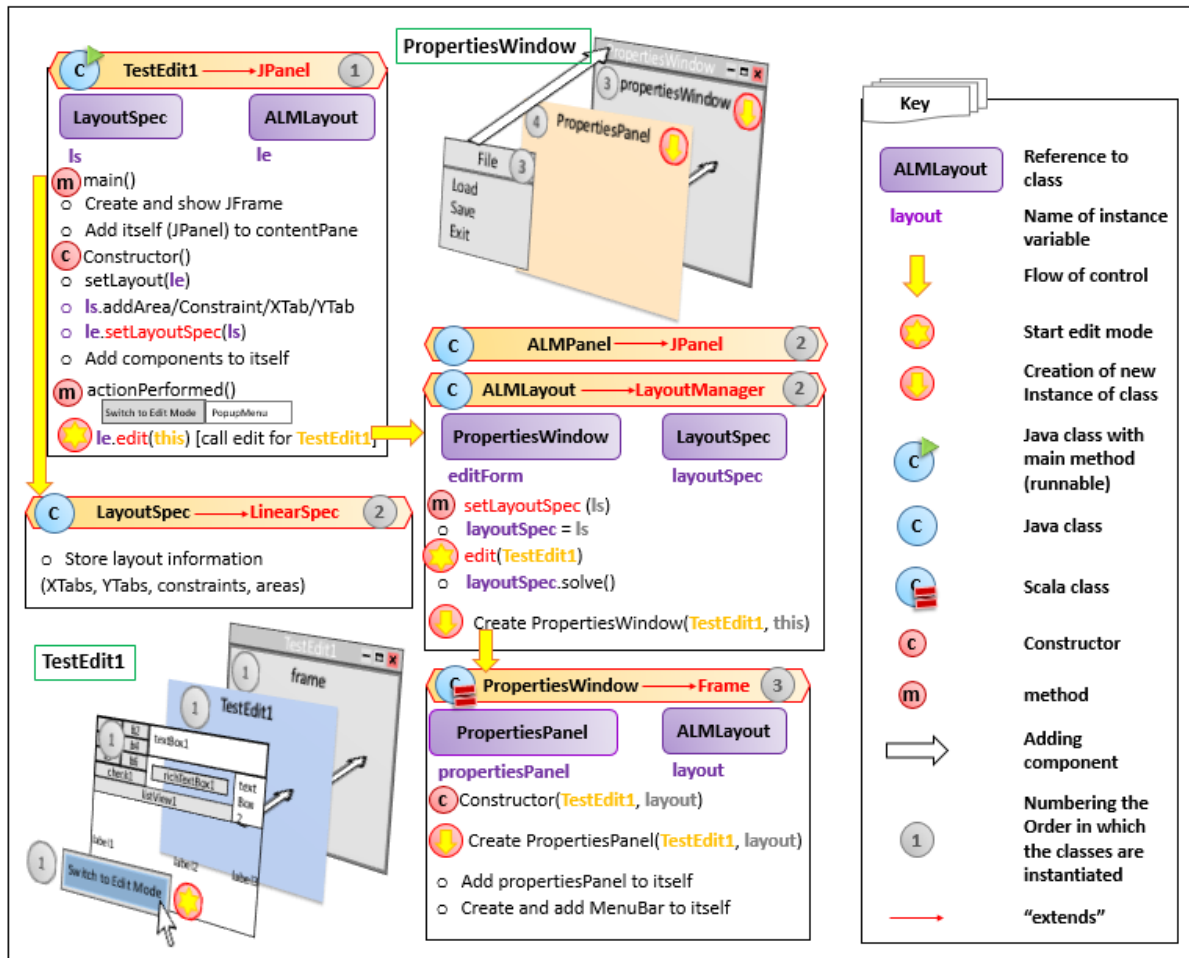 TestEdit1
JPanel
1
C
LayoutSpec
ALMLayout
ls
le
m main()
o Create and show JFrame
o Add itself (JPanel) to contentPane
c Constructor()
o setLayout(le)
o ls.addArea/Constraint/XTab/YTab
o le.setLayoutSpec(ls)
o Add components to itself
m actionPerformed()
Switch to Edit Mode PopupMenu
le.edit(this) [call edit for TestEdit1]
C LayoutSpec LinearSpec 2
o Store layout information
(XTabs, YTabs, constraints, areas)
TestEdit1
TestEdit1
1 frame
1 TestEdit1
1
b2
b4
b6
textBox1
check1
richTextBox1
text
Box
2
listView1
label1
label2
label3
1 Switch to Edit Mode
PropertiesWindow
PropertiesWindow
3 propertiesWindow
4 PropertiesPanel
File 3
Load
Save
Exit
C ALMPanel JPanel 2
C ALMLayout LayoutManager 2
PropertiesWindow LayoutSpec
editForm layoutSpec
m setLayoutSpec (ls)
o layoutSpec = ls
edit(TestEdit1)
o layoutSpec.solve()
Create PropertiesWindow(TestEdit1, this)
C PropertiesWindow Frame 3
PropertiesPanel ALMLayout
propertiesPanel layout
c Constructor(TestEdit1, layout)
Create PropertiesPanel(TestEdit1, layout)
o Add propertiesPanel to itself
o Create and add MenuBar to itself
Key
ALMLayout
Reference to
class
layout
Name of instance
variable
Flow of control
Start edit mode
Creation of new
Instance of class
C
Java class with
main method
(runnable)
C
Java class
C
Scala class
c
Constructor
m
method
Adding
component
1
Numbering the
Order in which
the classes are
instantiated
“extends”